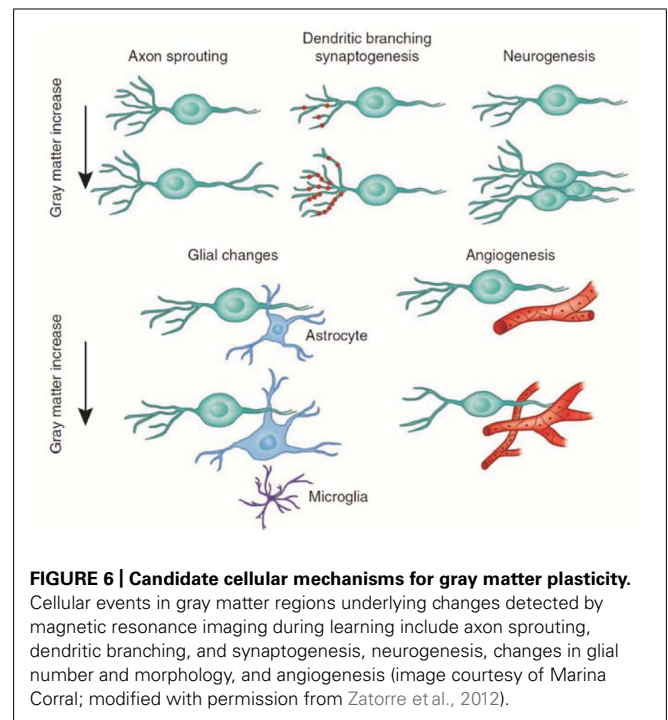 Axon sprouting
Dendritic branching
synaptogenesis
Neurogenesis
Gray matter increase
Glial changes
Angiogenesis
Astrocyte
Gray matter increase
Microglia
FIGURE 6 | Candidate cellular mechanisms for gray matter plasticity.
Cellular events in gray matter regions underlying changes detected by
magnetic resonance imaging during learning include axon sprouting,
dendritic branching, and synaptogenesis, neurogenesis, changes in glial
number and morphology, and angiogenesis (image courtesy of Marina
Corral; modified with permission from Zatorre et al., 2012).